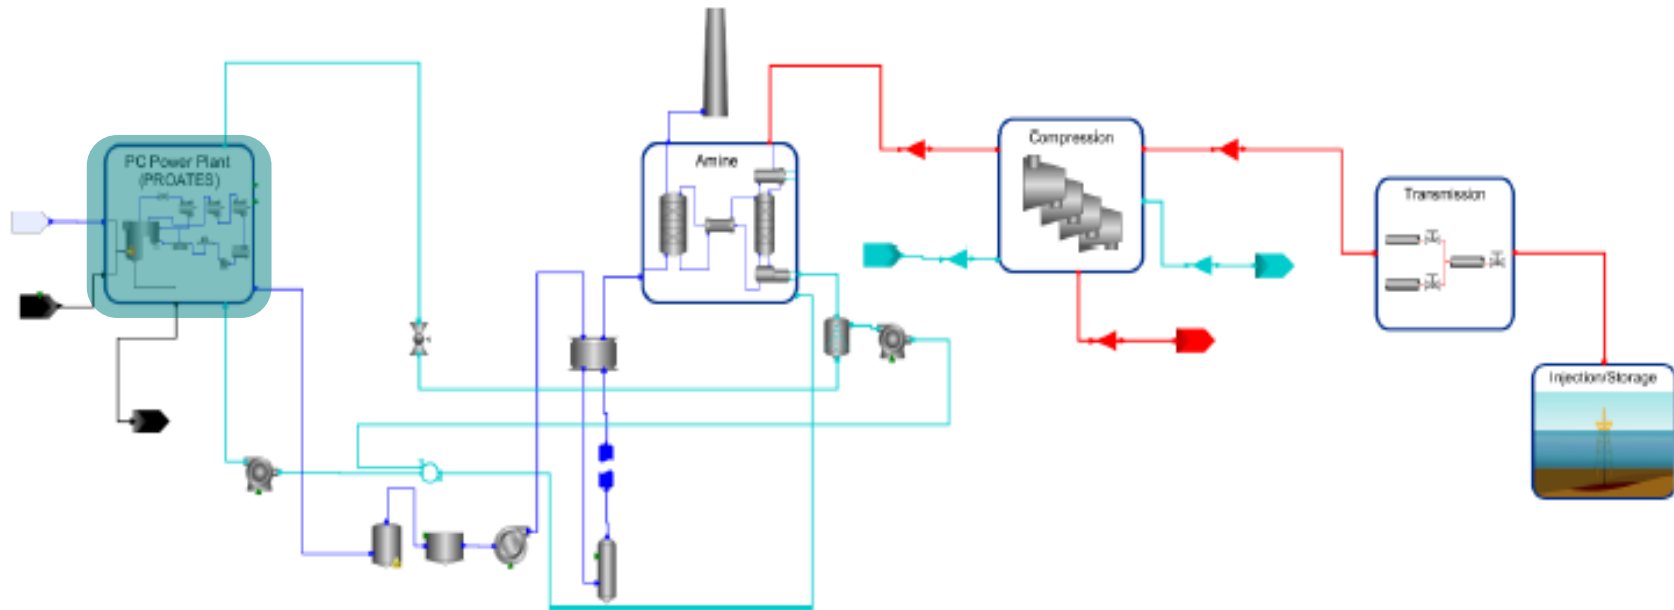 PC Power Plant
(PROATES)
Amine
Compression
Transmission
Injection/Storage